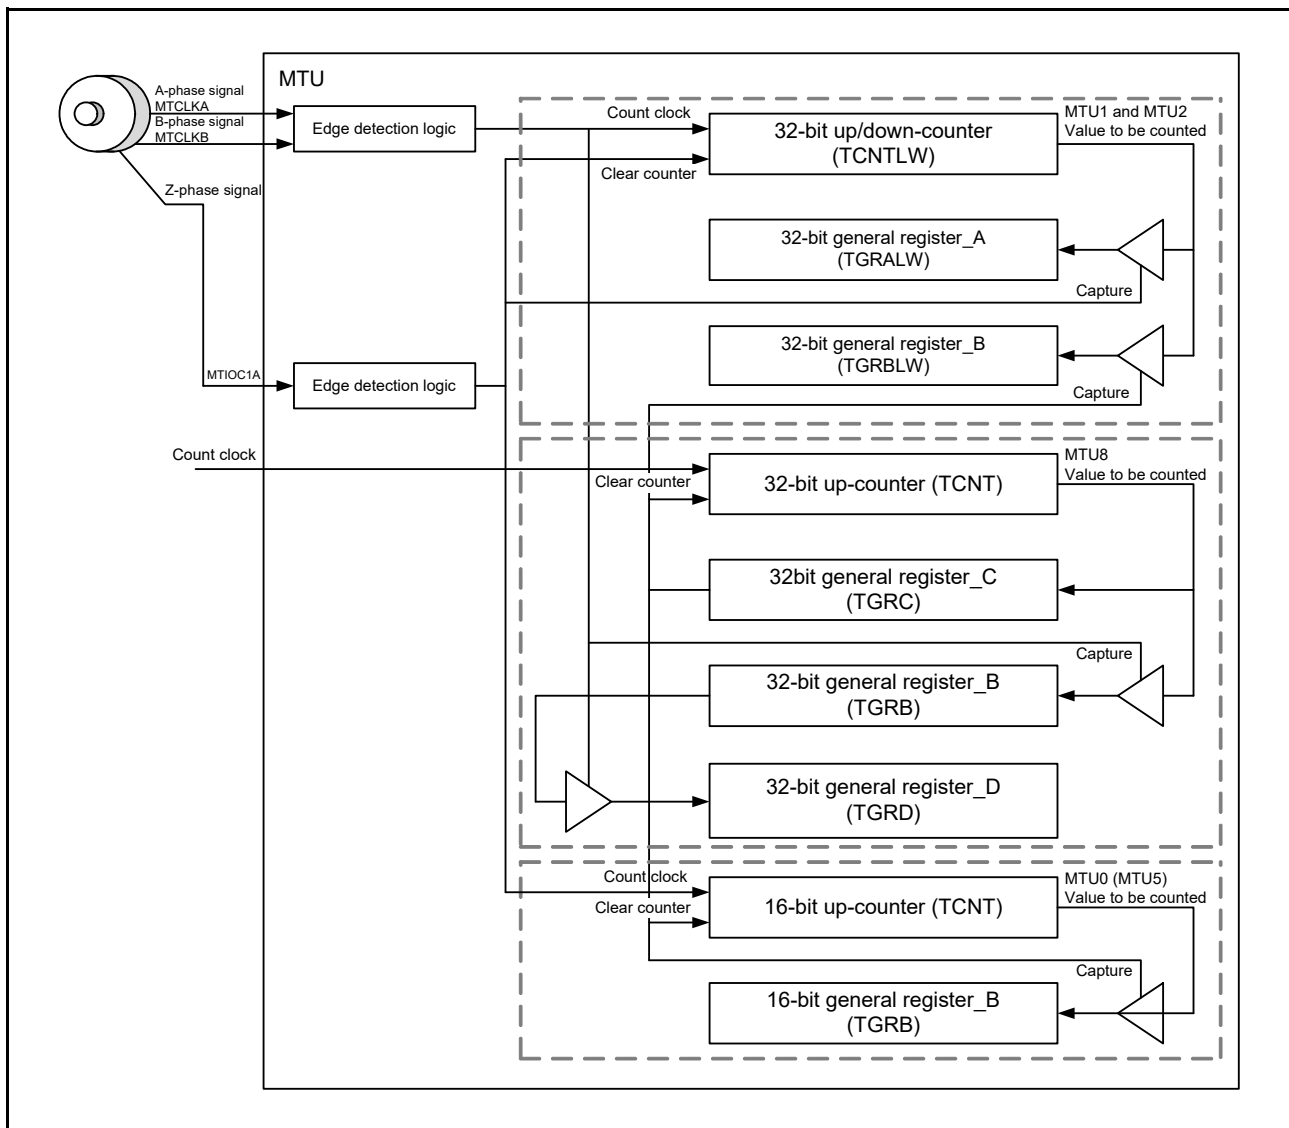 MTU
A-phase signal
MTCLKA
B-phase signal
MTCLKB
Z-phase signal
Edge detection logic
Count clock
Clear counter
32-bit up/down-counter
(TCNTLW)
MTU1 and MTU2
Value to be counted
32-bit general register_A
(TGRALW)
Capture
32-bit general register_B
(TGRBLW)
Capture
MTIOC1A
Edge detection logic
Count clock
Clear counter
32-bit up-counter (TCNT)
MTU8
Value to be counted
32bit general register_C
(TGRC)
Capture
32-bit general register_B
(TGRB)
32-bit general register_D
(TGRD)
Count clock
Clear counter
16-bit up-counter (TCNT)
MTU0 (MTU5)
Value to be counted
Capture
16-bit general register_B
(TGRB)